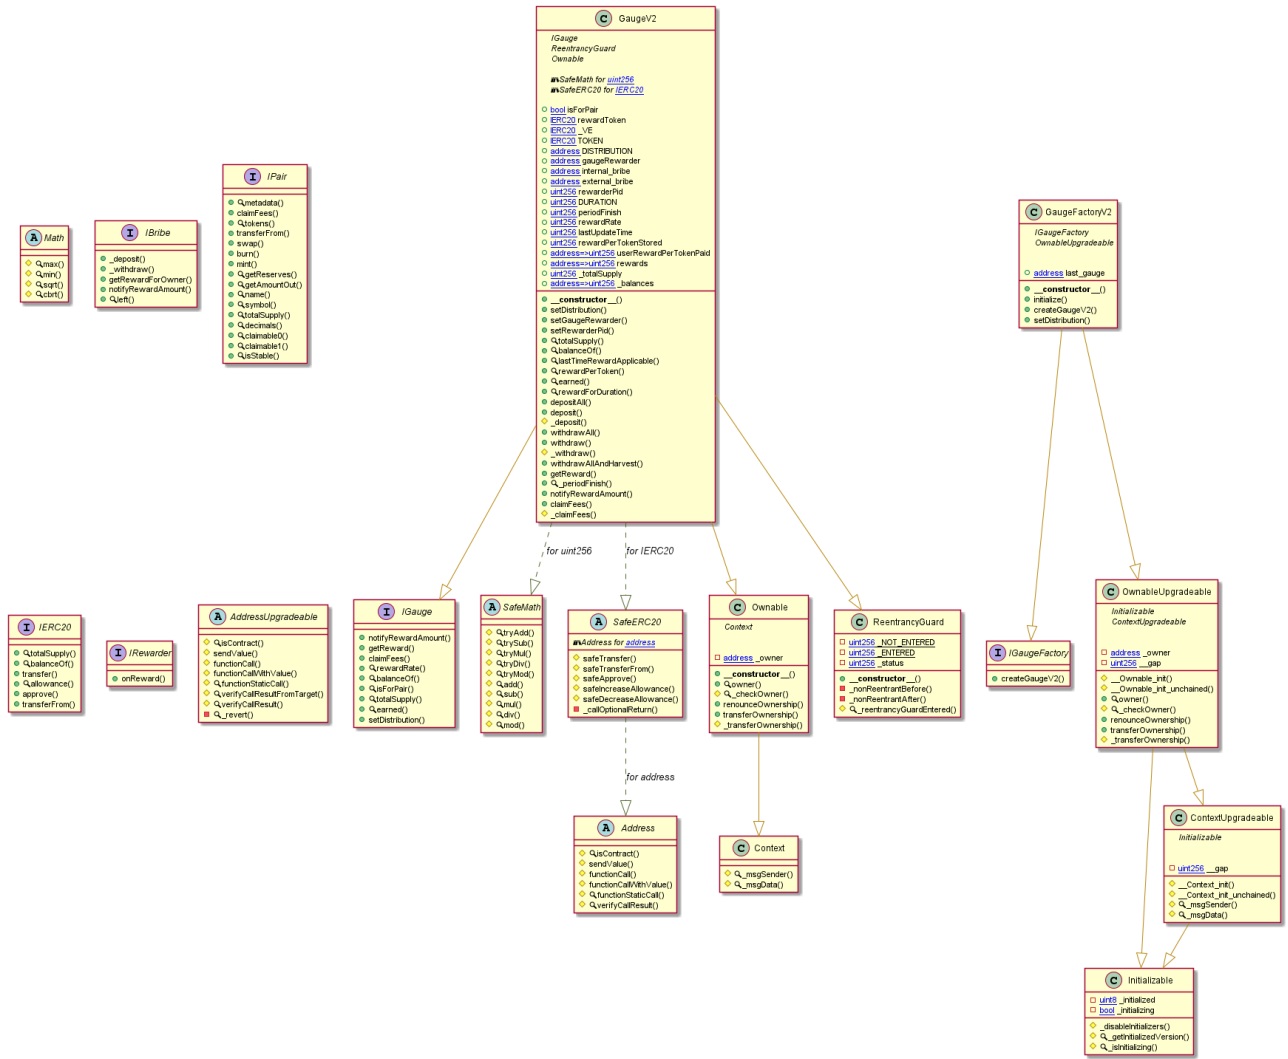 C GaugeV2
IGauge
ReentrancyGuard
Ownable
SafeMath for uint256
SafeERC20 for IERC20
bool isForPair
IERC20 rewardToken
IERC20 _VE
IERC20 TOKEN
address DISTRIBUTION
address gaugeRewarder
address internal_bribe
address external_bribe
uint256 rewarderPid
uint256 DURATION
uint256 periodFinish
uint256 rewardRate
uint256 lastUpdateTime
uint256 rewardPerTokenStored
address=>uint256 userRewardPerTokenPaid
address=>uint256 rewards
uint256 _totalSupply
address=>uint256 _balances
__constructor__()
setDistribution()
setGaugeRewarder()
setRewarderPid()
totalSupply()
balanceOf()
lastTimeRewardApplicable()
rewardPerToken()
earned()
rewardForDuration()
depositAll()
deposit()
_deposit()
withdrawAll()
withdraw()
_withdraw()
withdrawAllAndHarvest()
getReward()
_periodFinish()
notifyRewardAmount()
claimFees()
_claimFees()
A Math
max()
min()
sqrt()
cbrt()
I IBribe
_deposit()
_withdraw()
getRewardForOwner()
notifyRewardAmount()
left()
I IPair
metadata()
claimFees()
tokens()
transferFrom()
swap()
burn()
mint()
getReserves()
getAmountOut()
name()
symbol()
totalSupply()
decimals()
claimable0()
claimable1()
isStable()
C GaugeFactoryV2
IGaugeFactory
OwnableUpgradeable
address last_gauge
__constructor__()
initialize()
createGaugeV2()
setDistribution()
for uint256
for IERC20
I IERC20
totalSupply()
balanceOf()
transfer()
allowance()
approve()
transferFrom()
I IRewarder
onReward()
A AddressUpgradeable
isContract()
sendValue()
functionCall()
functionCallWithValue()
functionStaticCall()
verifyCallResultFromTarget()
verifyCallResult()
_revert()
I IGauge
notifyRewardAmount()
getReward()
claimFees()
rewardRate()
balanceOf()
isForPair()
totalSupply()
earned()
setDistribution()
A SafeMath
tryAdd()
trySub()
tryMul()
tryDiv()
tryMod()
add()
sub()
mul()
div()
mod()
A SafeERC20
Address for address
safeTransfer()
safeTransferFrom()
safeApprove()
safeIncreaseAllowance()
safeDecreaseAllowance()
_callOptionalReturn()
C Ownable
Context
address _owner
__constructor__()
owner()
_checkOwner()
renounceOwnership()
transferOwnership()
_transferOwnership()
C ReentrancyGuard
uint256 _NOT_ENTERED
uint256 _ENTERED
uint256 _status
__constructor__()
_nonReentrantBefore()
_nonReentrantAfter()
_reentrancyGuardEntered()
I IGaugeFactory
createGaugeV2()
C OwnableUpgradeable
Initializable
ContextUpgradeable
address _owner
uint256 __gap
__Ownable_init()
__Ownable_init_unchained()
owner()
_checkOwner()
renounceOwnership()
transferOwnership()
_transferOwnership()
for address
A Address
isContract()
sendValue()
functionCall()
functionCallWithValue()
functionStaticCall()
verifyCallResult()
C Context
_msgSender()
_msgData()
C ContextUpgradeable
Initializable
uint256 __gap
__Context_init()
__Context_init_unchained()
_msgSender()
_msgData()
C Initializable
uint8 _initialized
bool _initializing
_disableInitializers()
_getInitializedVersion()
_isInitializing()